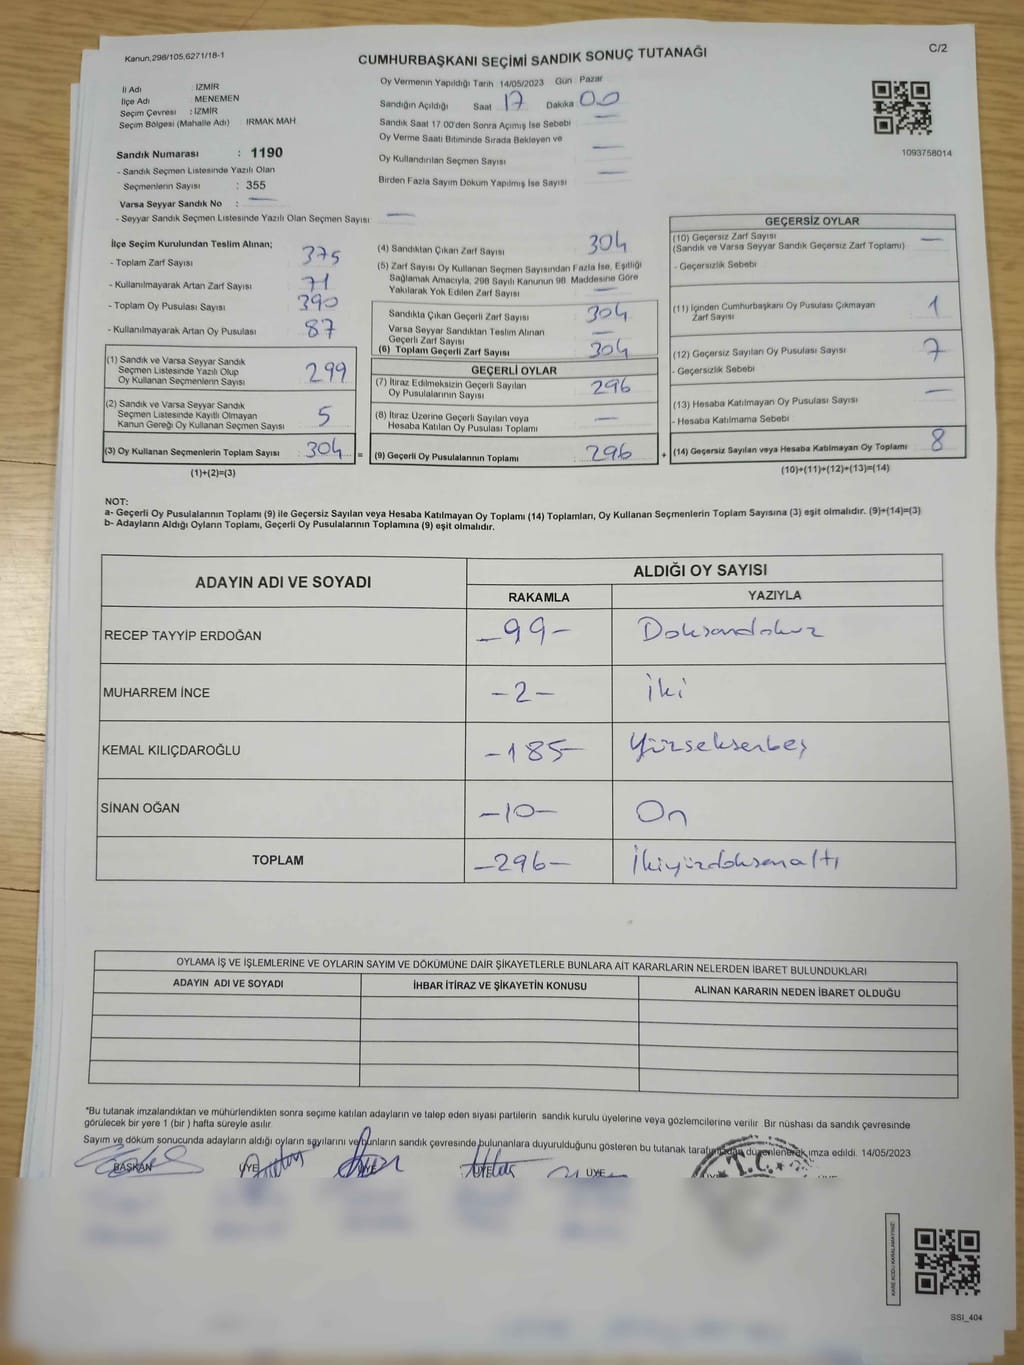 Kanun,298/105,6271/18-1
CUMHURBAŞKANI SEÇİMİ SANDIK SONUÇ TUTANAĞI
C/2
İl Adı : İZMİR
İlçe Adı : MENEMEN
Seçim Çevresi : İZMİR
Seçim Bölgesi (Mahalle Adı) : IRMAK MAH
Sandık Numarası : 1190
- Sandık Seçmen Listesinde Yazılı Olan
Seçmenlerin Sayısı : 355
Varsa Seyyar Sandık No : —
- Seyyar Sandık Seçmen Listesinde Yazılı Olan Seçmen Sayısı : —
Oy Vermenin Yapıldığı Tarih 14/05/2023 Gün Pazar
Sandığın Açıldığı Saat 17 Dakika 00
Sandık Saat 17.00'den Sonra Açımış İse Sebebi —
Oy Verme Saati Bitiminde Sırada Bekleyen ve
Oy Kullandırılan Seçmen Sayısı —
Birden Fazla Sayım Döküm Yapılmış İse Sayısı —
1093758014
İlçe Seçim Kurulundan Teslim Alınan;
- Toplam Zarf Sayısı 375
- Kullanılmayarak Artan Zarf Sayısı 71
- Toplam Oy Pusulası Sayısı 390
- Kullanılmayarak Artan Oy Pusulası 87
(1) Sandık ve Varsa Seyyar Sandık
Seçmen Listesinde Yazılı Olup
Oy Kullanan Seçmenlerin Sayısı 299
(2) Sandık ve Varsa Seyyar Sandık
Seçmen Listesinde Kayıtlı Olmayan
Kanun Gereği Oy Kullanan Seçmen Sayısı 5
(3) Oy Kullanan Seçmenlerin Toplam Sayısı 304 =
(1)+(2)=(3)
(4) Sandıktan Çıkan Zarf Sayısı 304
(5) Zarf Sayısı Oy Kullanan Seçmen Sayısından Fazla İse, Eşitliği
Sağlamak Amacıyla, 298 Sayılı Kanunun 98. Maddesine Göre
Yakılarak Yok Edilen Zarf Sayısı —
Sandıkta Çıkan Geçerli Zarf Sayısı 304
Varsa Seyyar Sandıktan Teslim Alınan
Geçerli Zarf Sayısı —
(6) Toplam Geçerli Zarf Sayısı 304
GEÇERLİ OYLAR
(7) İtiraz Edilmeksizin Geçerli Sayılan
Oy Pusulalarının Sayısı 296
(8) İtiraz Üzerine Geçerli Sayılan veya
Hesaba Katılan Oy Pusulası Toplamı —
(9) Geçerli Oy Pusulalarının Toplamı 296 +
GEÇERSİZ OYLAR
(10) Geçersiz Zarf Sayısı —
(Sandık ve Varsa Seyyar Sandık Geçersiz Zarf Toplamı)
- Geçersizlik Sebebi
(11) İçinden Cumhurbaşkanı Oy Pusulası Çıkmayan
Zarf Sayısı 1
(12) Geçersiz Sayılan Oy Pusulası Sayısı 7
- Geçersizlik Sebebi
(13) Hesaba Katılmayan Oy Pusulası Sayısı —
- Hesaba Katılmama Sebebi
(14) Geçersiz Sayılan veya Hesaba Katılmayan Oy Toplamı 8
(10)+(11)+(12)+(13)=(14)
NOT:
a- Geçerli Oy Pusulalarının Toplamı (9) ile Geçersiz Sayılan veya Hesaba Katılmayan Oy Toplamı (14) Toplamları, Oy Kullanan Seçmenlerin Toplam Sayısına (3) eşit olmalıdır. (9)+(14)=(3)
b- Adayların Aldığı Oyların Toplamı, Geçerli Oy Pusulalarının Toplamına (9) eşit olmalıdır.
ADAYIN ADI VE SOYADI
ALDIĞI OY SAYISI
RAKAMLA YAZIYLA
RECEP TAYYİP ERDOĞAN -99- Doksandokuz
MUHARREM İNCE -2- İki
KEMAL KILIÇDAROĞLU -185- Yüzseksenbeş
SİNAN OĞAN -10- On
TOPLAM -296- İkiyüzdoksanaltı
OYLAMA İŞ VE İŞLEMLERİNE VE OYLARIN SAYIM VE DÖKÜMÜNE DAİR ŞİKAYETLERLE BUNLARA AİT KARARLARIN NELERDEN İBARET BULUNDUKLARI
ADAYIN ADI VE SOYADI İHBAR İTİRAZ VE ŞİKAYETİN KONUSU ALINAN KARARIN NEDEN İBARET OLDUĞU
*Bu tutanak imzalandıktan ve mühürlendikten sonra seçime katılan adayların ve talep eden siyasi partilerin sandık kurulu üyelerine veya gözlemcilerine verilir. Bir nüshası da sandık çevresinde
görülecek bir yere 1 (bir) hafta süreyle asılır.
Sayım ve döküm sonucunda adayların aldığı oyların sayılarını ve bunların sandık çevresinde bulunanlara duyurulduğunu gösteren bu tutanak tarafımızdan düzenlenerek imza edildi. 14/05/2023
BAŞKAN ÜYE ÜYE ÜYE ÜYE
T.C.
KARE KODU KARALAMAYINIZ
SSI_404